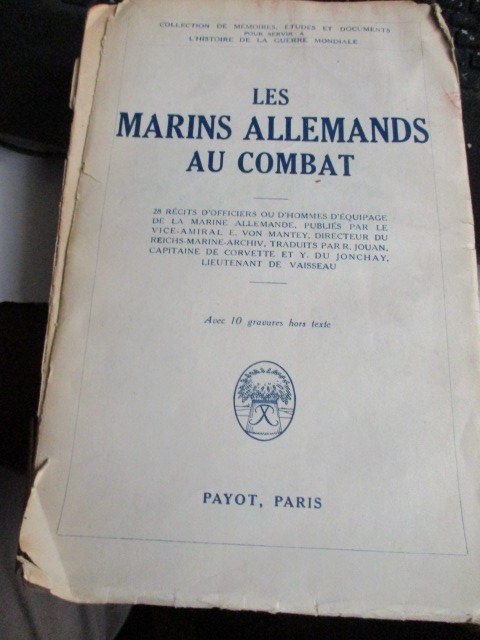 COLLECTION DE MÉMOIRES, ÉTUDES ET DOCUMENTS
POUR SERVIR A
L'HISTOIRE DE LA GUERRE MONDIALE
LES
MARINS ALLEMANDS
AU COMBAT
28 RÉCITS D'OFFICIERS OU D'HOMMES D'ÉQUIPAGE
DE LA MARINE ALLEMANDE, PUBLIÉS PAR LE
VICE-AMIRAL E. VON MANTEY, DIRECTEUR DU
REICHS-MARINE-ARCHIV, TRADUITS PAR R. JOUAN,
CAPITAINE DE CORVETTE ET Y. DU JONCHAY,
LIEUTENANT DE VAISSEAU
Avec 10 gravures hors texte
PAYOT, PARIS